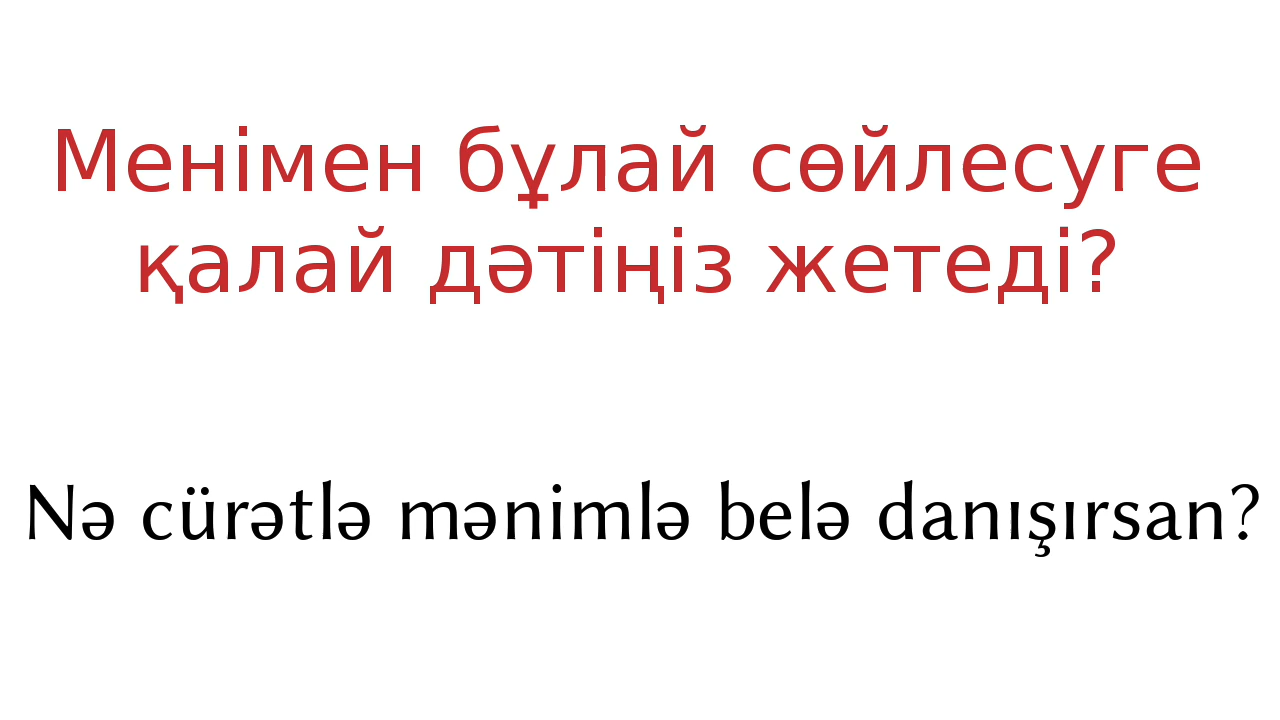 Менімен бұлай сөйлесуге
қалай дәтіңіз жетеді?
Nə cürətlə mənimlə belə danışırsan?